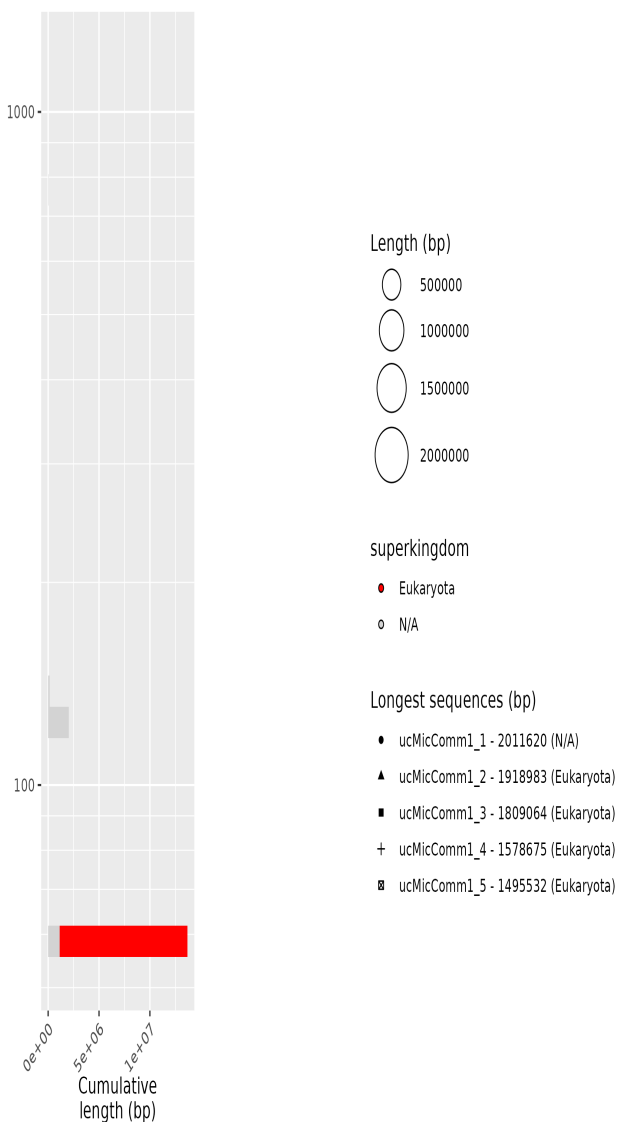 1000
100
0e+00
5e+06
1e+07
Cumulative
length (bp)
Length (bp)
500000
1000000
1500000
2000000
superkingdom
Eukaryota
N/A
Longest sequences (bp)
ucMicComm1_1 - 2011620 (N/A)
ucMicComm1_2 - 1918983 (Eukaryota)
ucMicComm1_3 - 1809064 (Eukaryota)
ucMicComm1_4 - 1578675 (Eukaryota)
ucMicComm1_5 - 1495532 (Eukaryota)